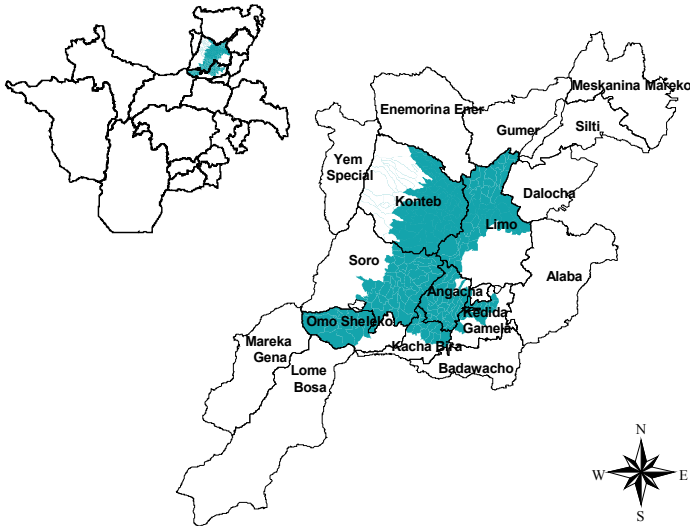 Meskanina Mareko
Enemorina Ener
Gumer
Silti
Yem
Special
Dalocha
Konteb
Limo
Soro
Alaba
Angacha
Kedida
Gamela
Omo Sheleko
Mareka
Gena
Kacha Bira
Lome
Bosa
Badawacho
N
W
E
S